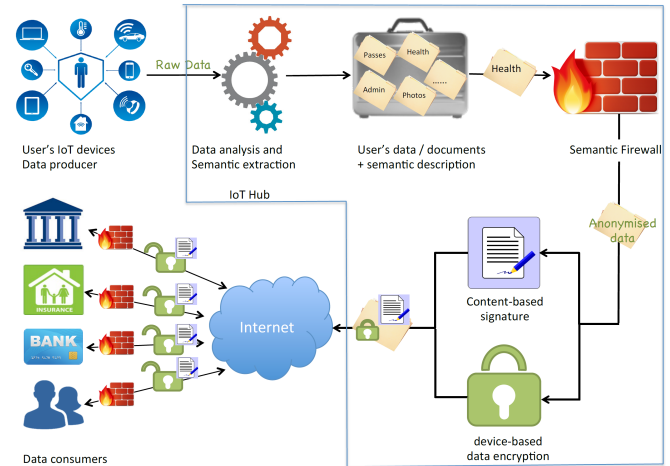 Raw Data
Passes
Health
Admin
Photos
......
Health
User's IoT devices
Data producer
Data analysis and
Semantic extraction
User's data / documents
+ semantic description
Semantic Firewall
IoT Hub
Anonymised
data
Content-based
signature
INSURANCE
Internet
BANK
device-based
data encryption
Data consumers